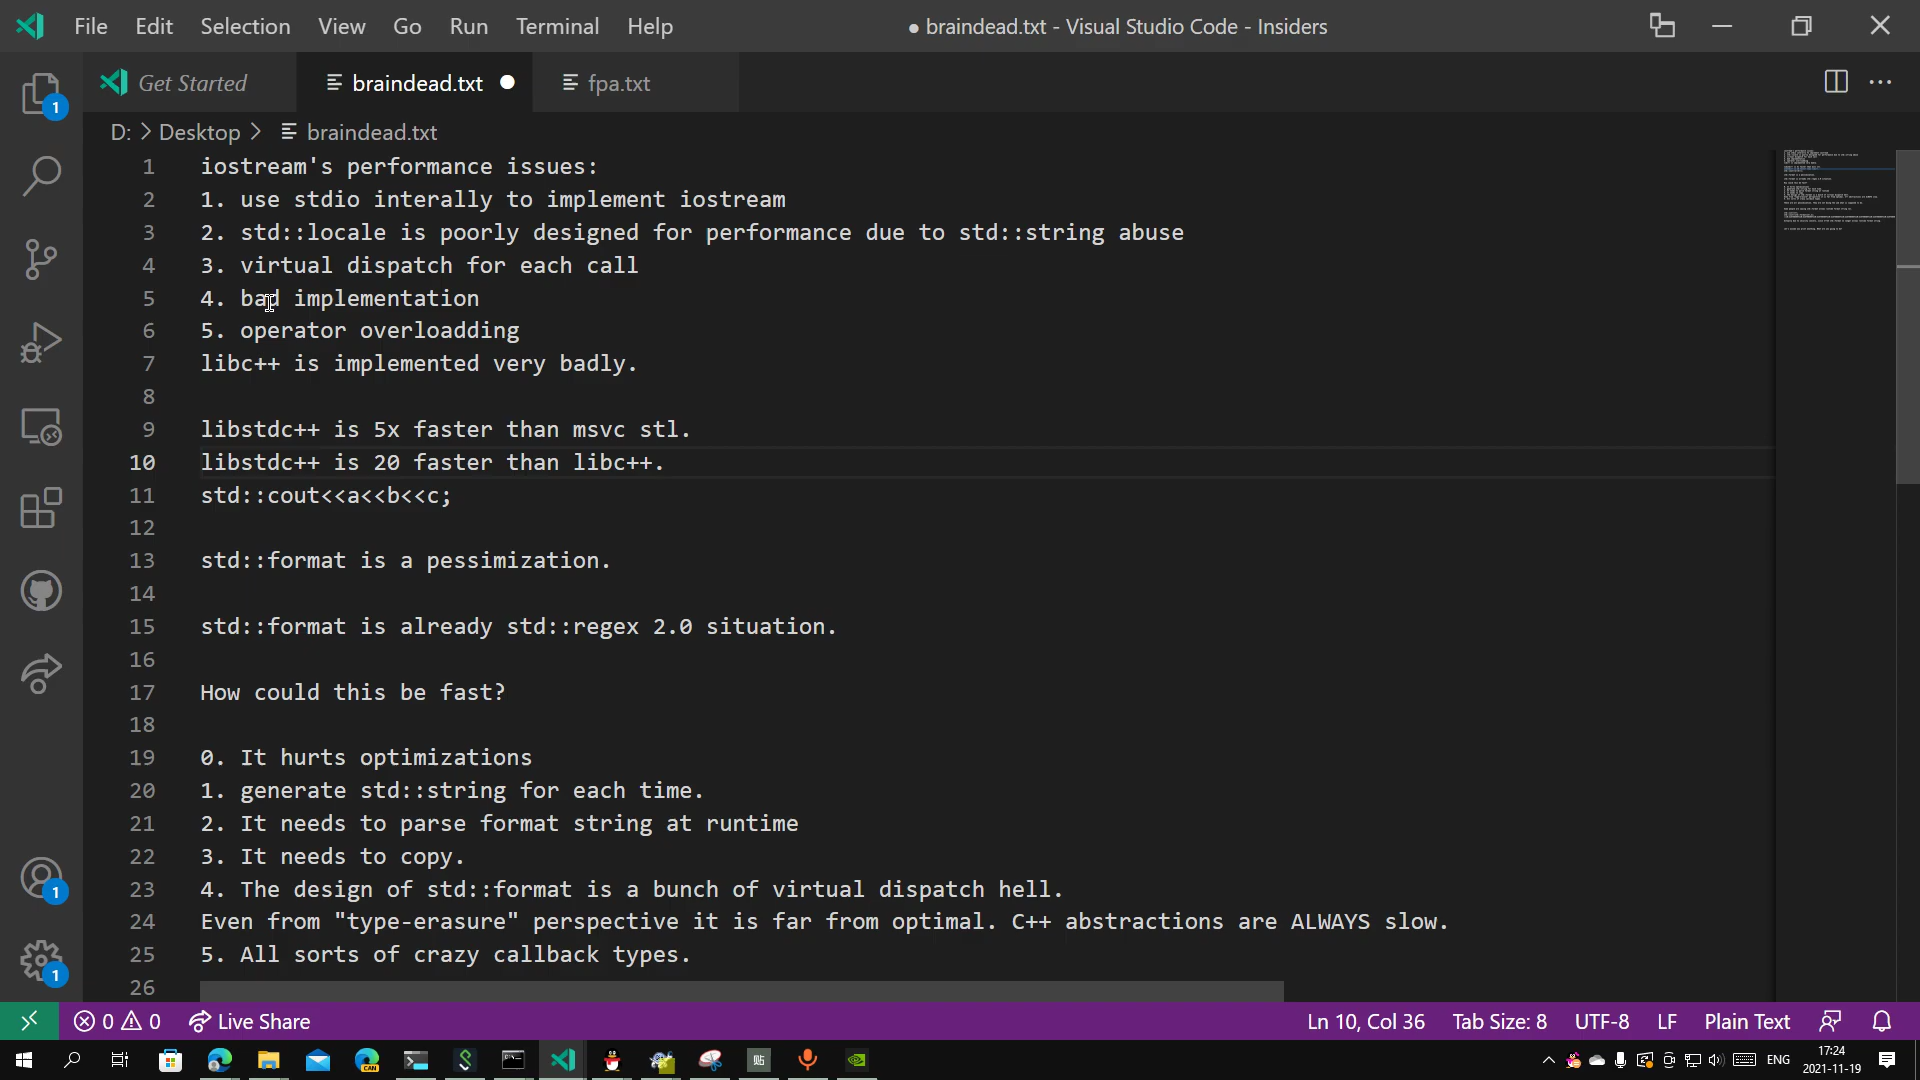 File Edit Selection View Go Run Terminal Help
● braindead.txt - Visual Studio Code - Insiders
Get Started
braindead.txt
fpa.txt
D: > Desktop > braindead.txt
1 iostream's performance issues:
2 1. use stdio interally to implement iostream
3 2. std::locale is poorly designed for performance due to std::string abuse
4 3. virtual dispatch for each call
5 4. bad implementation
6 5. operator overloadding
7 libc++ is implemented very badly.
8
9 libstdc++ is 5x faster than msvc stl.
10 libstdc++ is 20 faster than libc++.
11 std::cout<<a<<b<<c;
12
13 std::format is a pessimization.
14
15 std::format is already std::regex 2.0 situation.
16
17 How could this be fast?
18
19 0. It hurts optimizations
20 1. generate std::string for each time.
21 2. It needs to parse format string at runtime
22 3. It needs to copy.
23 4. The design of std::format is a bunch of virtual dispatch hell.
24 Even from "type-erasure" perspective it is far from optimal. C++ abstractions are ALWAYS slow.
25 5. All sorts of crazy callback types.
26
1
1
1
0 0 Live Share
Ln 10, Col 36 Tab Size: 8 UTF-8 LF Plain Text
CAN
ENG
17:24
2021-11-19